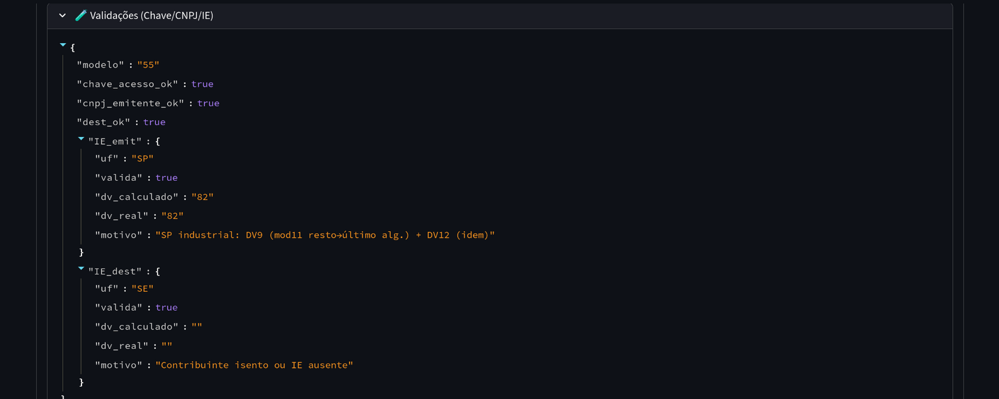 Validações (Chave/CNPJ/IE)
{
"modelo" : "55"
"chave_acesso_ok" : true
"cnpj_emitente_ok" : true
"dest_ok" : true
"IE_emit" : {
"uf" : "SP"
"valida" : true
"dv_calculado" : "82"
"dv_real" : "82"
"motivo" : "SP industrial: DV9 (mod11 resto→último alg.) + DV12 (idem)"
}
"IE_dest" : {
"uf" : "SE"
"valida" : true
"dv_calculado" : ""
"dv_real" : ""
"motivo" : "Contribuinte isento ou IE ausente"
}
}